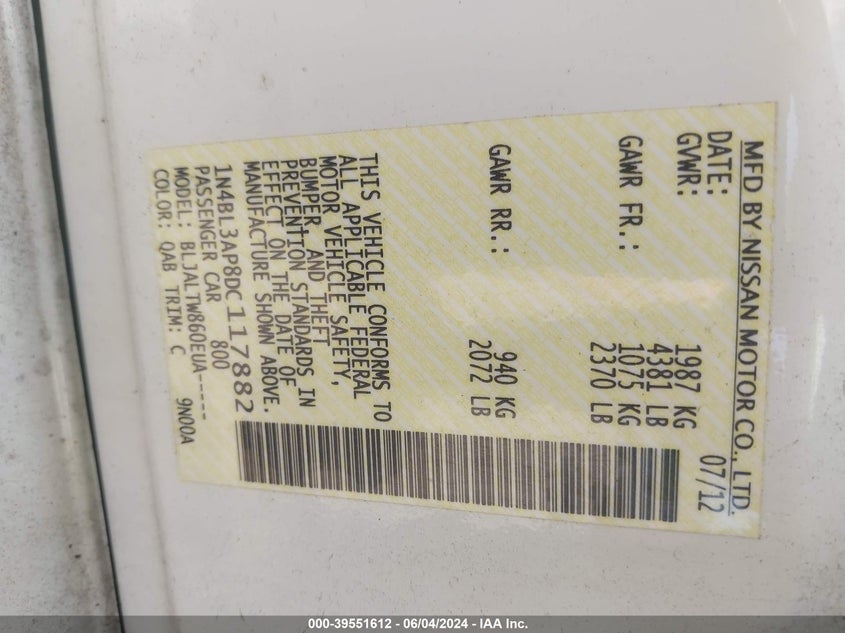 MFD BY NISSAN MOTOR CO., LTD.
DATE: 07/12
GVWR: 1987 KG
4381 LB
GAWR FR.: 1075 KG
2370 LB
GAWR RR.: 940 KG
2072 LB
THIS VEHICLE CONFORMS TO
ALL APPLICABLE FEDERAL
MOTOR VEHICLE SAFETY,
BUMPER, AND THEFT
PREVENTION STANDARDS IN
EFFECT ON THE DATE OF
MANUFACTURE SHOWN ABOVE.
1N4BL3AP8DC117882
PASSENGER CAR 800
MODEL: BLJALTW860EUA-----
COLOR: QAB TRIM: C 9N00A
000-39551612 - 06/04/2024 - IAA Inc.